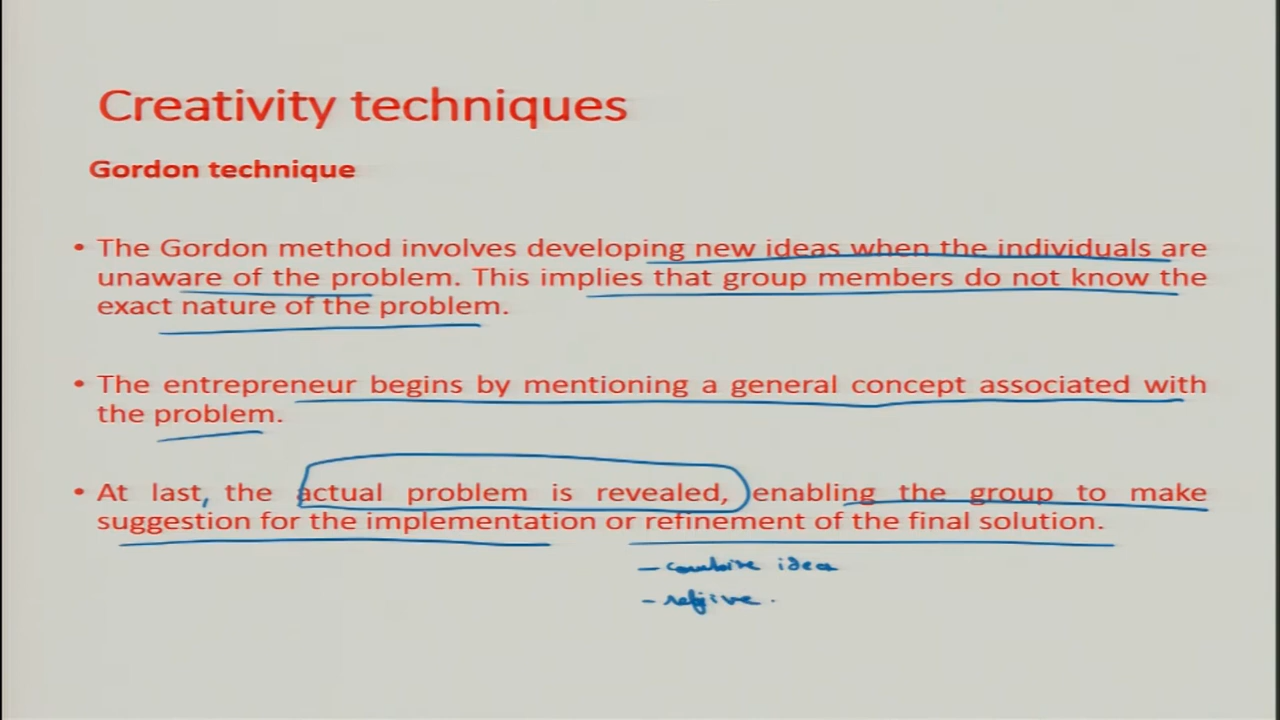 Creativity techniques
Gordon technique
• The Gordon method involves developing new ideas when the individuals are
unaware of the problem. This implies that group members do not know the
exact nature of the problem.
• The entrepreneur begins by mentioning a general concept associated with
the problem.
• At last, the actual problem is revealed, enabling the group to make
suggestion for the implementation or refinement of the final solution.
- combine idea
- refine.